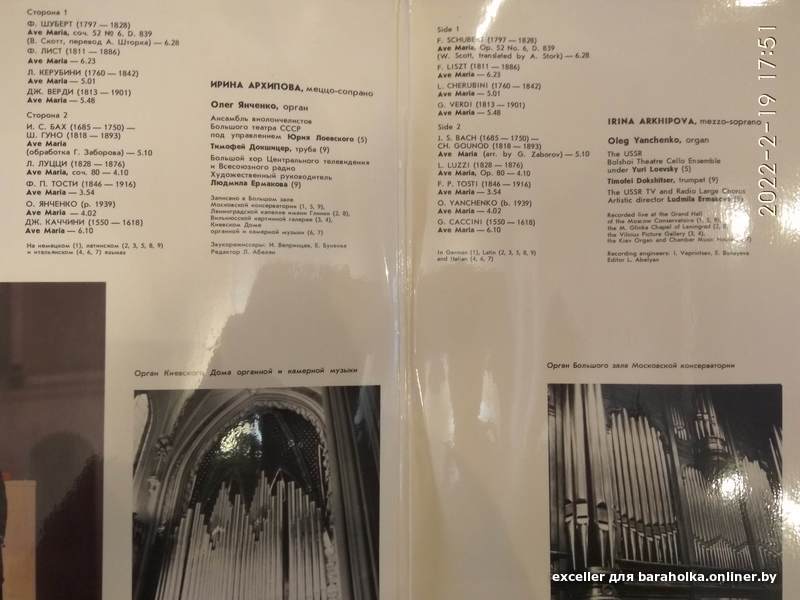 Сторона 1
Ф. ШУБЕРТ (1797 — 1828)
Ave Maria, соч. 52 № 6, D. 839
(В. Скотт, перевод А. Шторка) — 6.28
Ф. ЛИСТ (1811 — 1886)
Ave Maria — 6.23
Л. КЕРУБИНИ (1760 — 1842)
Ave Maria — 5.01
ДЖ. ВЕРДИ (1813 — 1901)
Ave Maria — 5.48
Сторона 2
И. С. БАХ (1685 — 1750) —
Ш. ГУНО (1818 — 1893)
Ave Maria
(обработка Г. Заборова) — 5.10
Л. ЛУЦЦИ (1828 — 1876)
Ave Maria, соч. 80 — 4.10
Ф. П. ТОСТИ (1846 — 1916)
Ave Maria — 3.54
О. ЯНЧЕНКО (р. 1939)
Ave Maria — 4.02
ДЖ. КАЧЧИНИ (1550 — 1618)
Ave Maria — 6.10
На немецком (1), латинском (2, 3, 5, 8, 9)
и итальянском (4, 6, 7) языках
ИРИНА АРХИПОВА, меццо-сопрано
Олег Янченко, орган
Ансамбль виолончелистов
Большого театра СССР
под управлением Юрия Лоевского (5)
Тимофей Докшицер, труба (9)
Большой хор Центрального телевидения
и Всесоюзного радио
Художественный руководитель
Людмила Ермакова (9)
Записано в Большом зале
Московской консерватории (1, 5, 9),
Ленинградской капелле имени Глинки (2, 8),
Вильнюсской картинной галерее (3, 4),
Киевском Доме
органной и камерной музыки (6, 7)
Звукорежиссеры: И. Вепринцев, Е. Бунеева
Редактор Л. Абелян
Side 1
F. SCHUBERT (1797 — 1828)
Ave Maria, Op. 52 No. 6, D. 839
(W. Scott, translated by A. Stork) — 6.28
F. LISZT (1811 — 1886)
Ave Maria — 6.23
L. CHERUBINI (1760 — 1842)
Ave Maria — 5.01
G. VERDI (1813 — 1901)
Ave Maria — 5.48
Side 2
J. S. BACH (1685 — 1750) —
CH. GOUNOD (1818 — 1893)
Ave Maria (arr. by G. Zaborov) — 5.10
L. LUZZI (1828 — 1876)
Ave Maria, Op. 80 — 4.10
F. P. TOSTI (1846 — 1916)
Ave Maria — 3.54
O. YANCHENKO (b. 1939)
Ave Maria — 4.02
G. CACCINI (1550 — 1618)
Ave Maria — 6.10
In German (1), Latin (2, 3, 5, 8, 9)
and Italian (4, 6, 7)
IRINA ARKHIPOVA, mezzo-soprano
Oleg Yanchenko, organ
The USSR
Bolshoi Theatre Cello Ensemble
under Yuri Loevsky (5)
Timofei Dokshitser, trumpet (9)
The USSR TV and Radio Large Chorus
Artistic director Ludmila Ermakova (9)
Recorded live at the Grand Hall
of the Moscow Conservatoire (1, 5, 9),
the M. Glinka Chapel of Leningrad (2, 8),
the Vilnius Picture Gallery (3, 4),
the Kiev Organ and Chamber Music
Recording engineers: I. Veprintsev, E. Buneyeva
Editor L. Abelyan
Орган Киевского Дома органной и камерной музыки
Орган Большого зала Московской консерватории
2022-2-19 17:51
exceller для baraholka.onliner.by